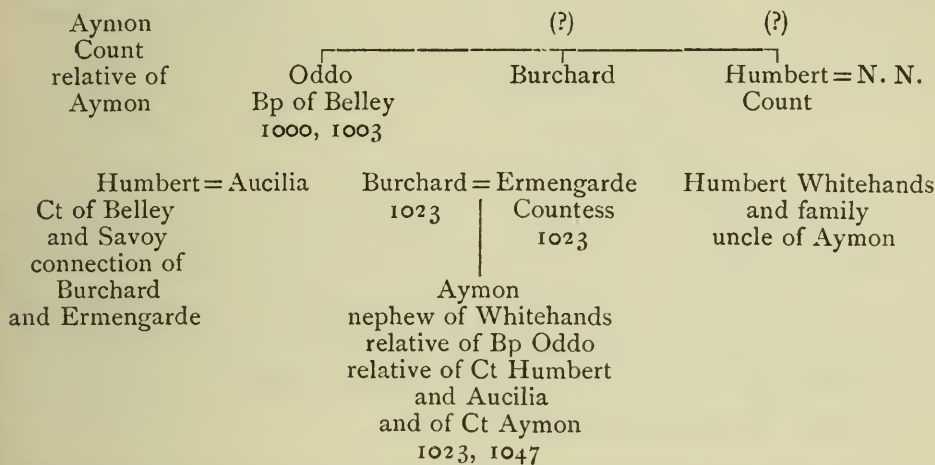 Aymon
Count
relative of
Aymon
(?)
(?)
Oddo
Bp of Belley
1000, 1003
Burchard
Humbert = N. N.
Count
Humbert = Aucilia
Ct of Belley
and Savoy
connection of
Burchard
and Ermengarde
Burchard = Ermengarde
1023
Countess
1023
Humbert Whitehands
and family
uncle of Aymon
Aymon
nephew of Whitehands
relative of Bp Oddo
relative of Ct Humbert
and Aucilia
and of Ct Aymon
1023, 1047